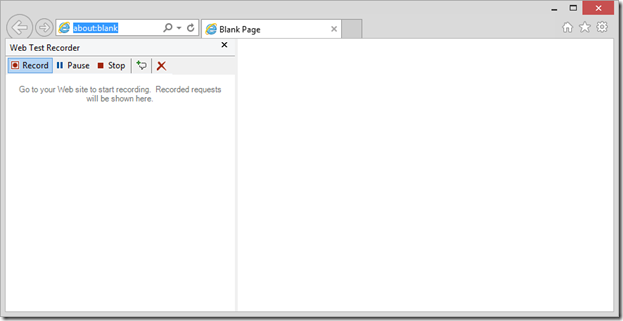 about:blank
Blank Page
Web Test Recorder
Record Pause Stop
Go to your Web site to start recording. Recorded requests
will be shown here.